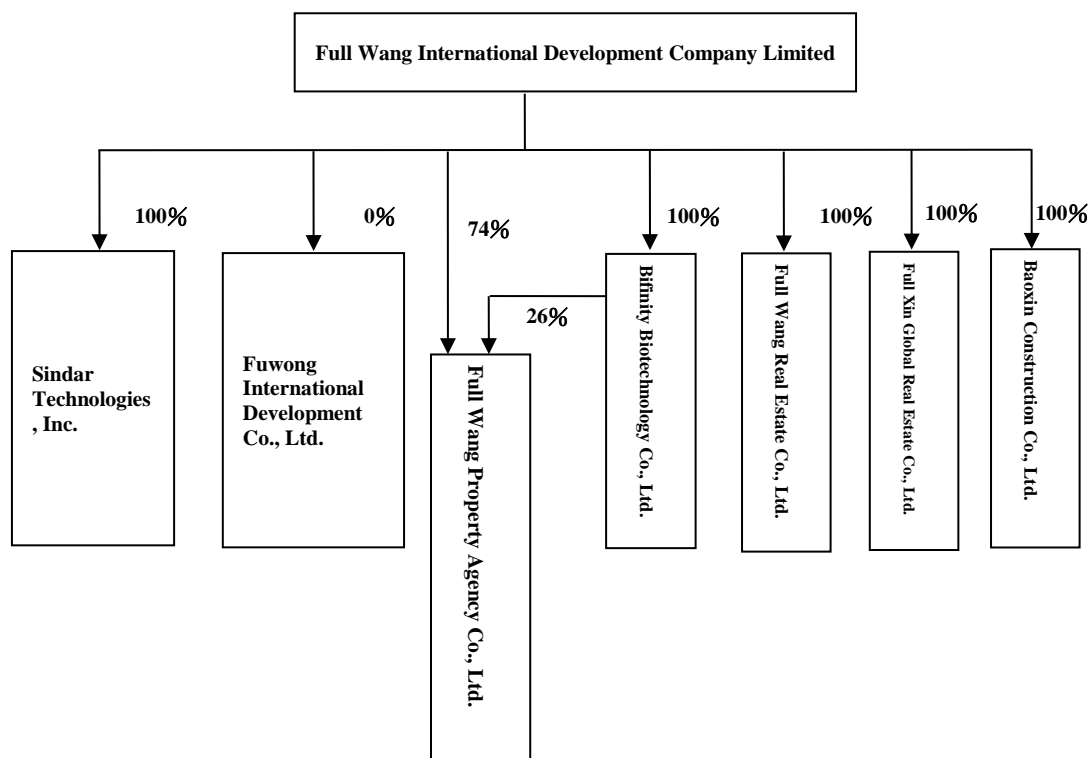 Full Wang International Development Company Limited
100%
0%
74%
100%
100%
100%
100%
26%
Sindar
Technologies
, Inc.
Fuwong
International
Development
Co., Ltd.
Full Wang Property Agency Co., Ltd.
Bifinity Biotechnology Co., Ltd.
Full Wang Real Estate Co., Ltd.
Full Xin Global Real Estate Co., Ltd.
Baoxin Construction Co., Ltd.